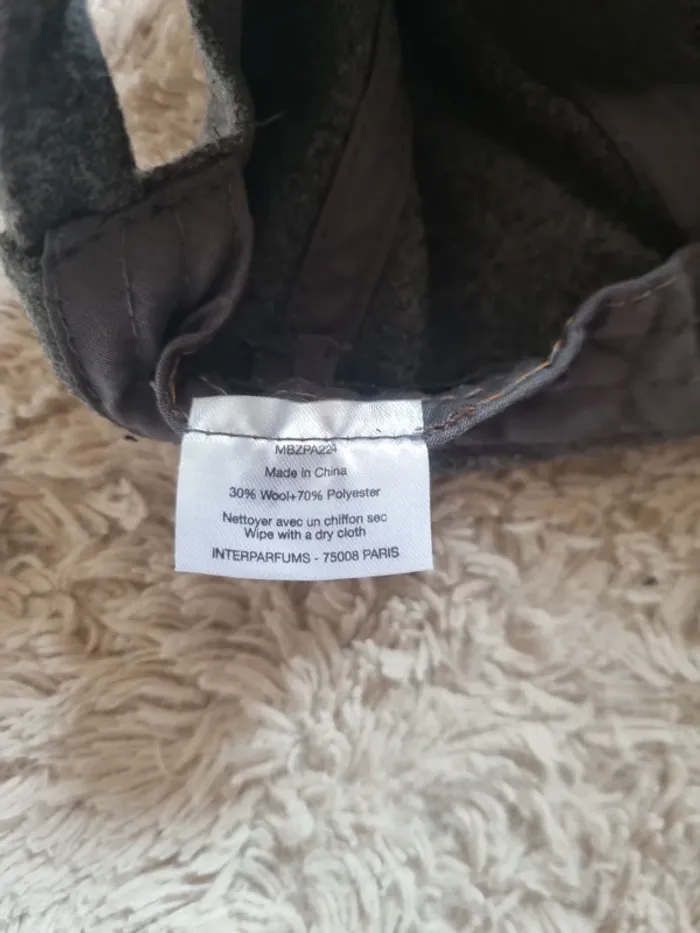 MBZPA224
Made in China
30% Wool+70% Polyester
Nettoyer avec un chiffon sec
Wipe with a dry cloth
INTERPARFUMS - 75008 PARIS